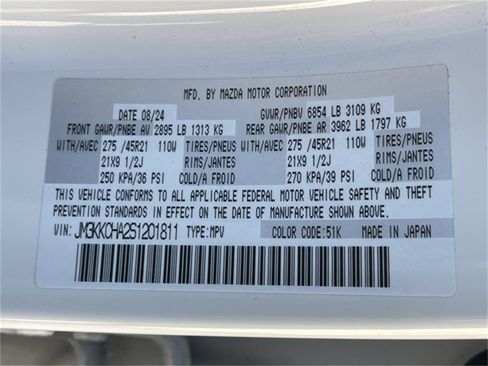 MFD. BY MAZDA MOTOR CORPORATION
DATE 08/24 GVWR/PNBV 6854 LB 3109 KG
FRONT GAWR/PNBE AV 2895 LB 1313 KG REAR GAWR/PNBE AR 3962 LB 1797 KG
WITH/AVEC 275 /45R21 110W TIRES/PNEUS WITH/AVEC 275 /45R21 110W TIRES/PNEUS
21X9 1/2J RIMS/JANTES 21X9 1/2J RIMS/JANTES
250 KPA/36 PSI COLD/A FROID 270 KPA/39 PSI COLD/A FROID
THIS VEHICLE CONFORMS TO ALL APPLICABLE FEDERAL MOTOR VEHICLE SAFETY AND THEFT
PREVENTION STANDARDS IN EFFECT ON THE DATE OF MANUFACTURE SHOWN ABOVE.
VIN: JM3KKCHA2S1201811 TYPE:MPV COLOR CODE:51K MADE IN JAPAN